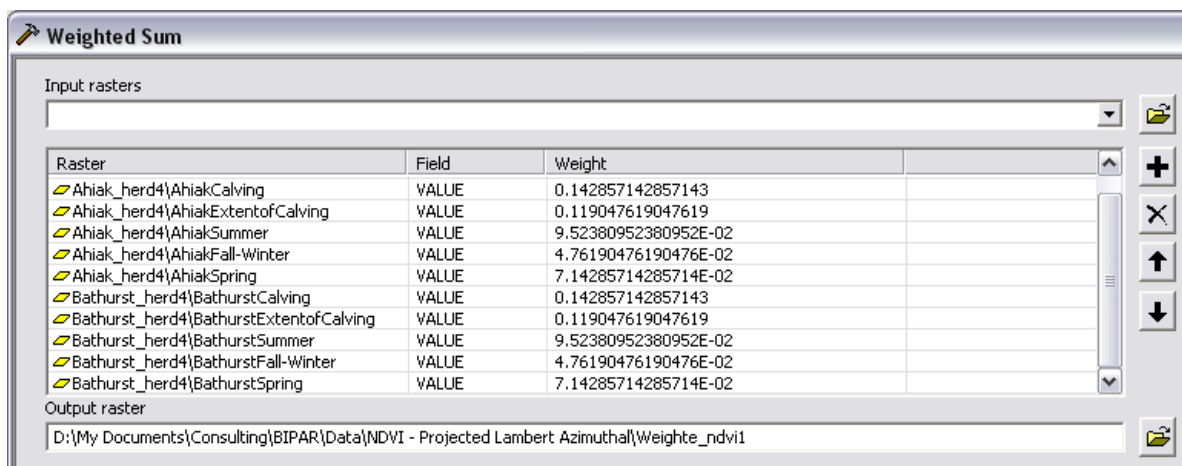 Weighted Sum
Input rasters
Raster Field Weight
Ahiak_herd4\AhiakCalving VALUE 0.142857142857143
Ahiak_herd4\AhiakExtentofCalving VALUE 0.119047619047619
Ahiak_herd4\AhiakSummer VALUE 9.52380952380952E-02
Ahiak_herd4\AhiakFall-Winter VALUE 4.76190476190476E-02
Ahiak_herd4\AhiakSpring VALUE 7.14285714285714E-02
Bathurst_herd4\BathurstCalving VALUE 0.142857142857143
Bathurst_herd4\BathurstExtentofCalving VALUE 0.119047619047619
Bathurst_herd4\BathurstSummer VALUE 9.52380952380952E-02
Bathurst_herd4\BathurstFall-Winter VALUE 4.76190476190476E-02
Bathurst_herd4\BathurstSpring VALUE 7.14285714285714E-02
Output raster
D:\My Documents\Consulting\BIPAR\Data\NDVI - Projected Lambert Azimuthal\Weighte_ndvi1